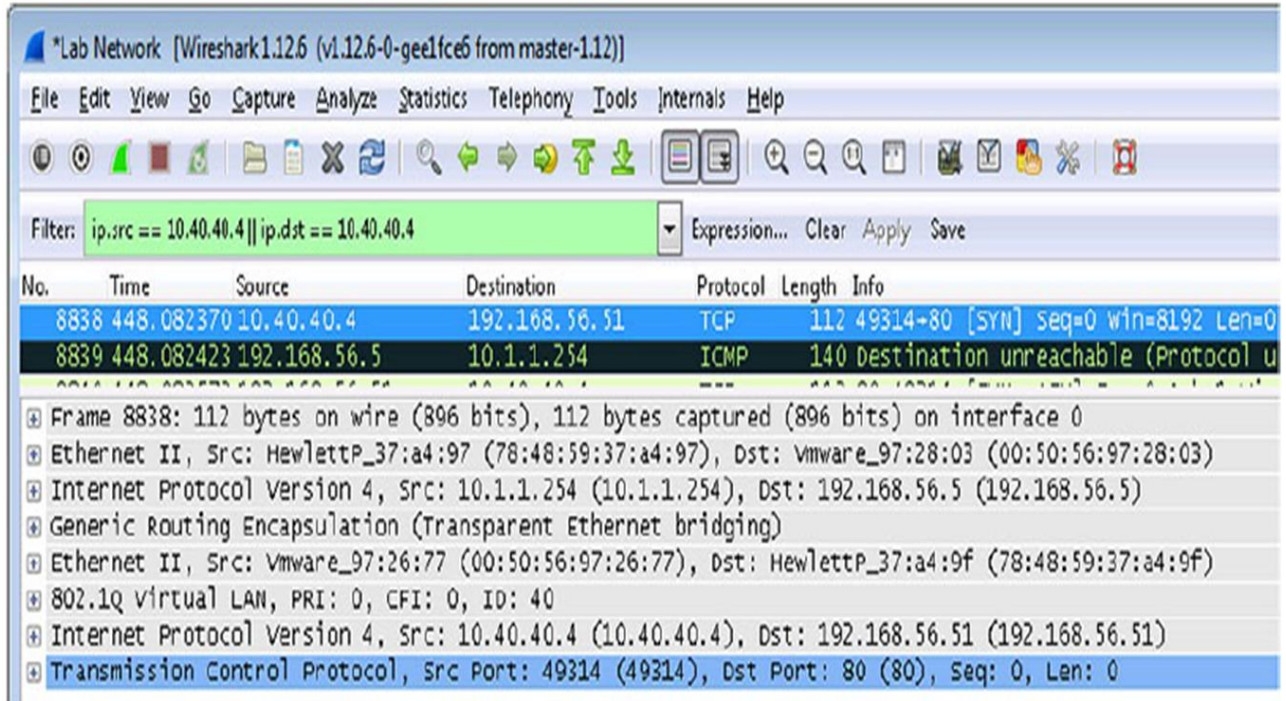 *Lab Network [Wireshark 1.12.6 (v1.12.6-0-gee1fce6 from master-1.12)]
File Edit View Go Capture Analyze Statistics Telephony Tools Internals Help
Filter: ip.src == 10.40.40.4 || ip.dst == 10.40.40.4 Expression... Clear Apply Save
No. Time Source Destination Protocol Length Info
8838 448.082370 10.40.40.4 192.168.56.51 TCP 112 49314→80 [SYN] Seq=0 Win=8192 Len=0
8839 448.082423 192.168.56.5 10.1.1.254 ICMP 140 Destination unreachable (Protocol u
Frame 8838: 112 bytes on wire (896 bits), 112 bytes captured (896 bits) on interface 0
Ethernet II, Src: HewlettP_37:a4:97 (78:48:59:37:a4:97), Dst: Vmware_97:28:03 (00:50:56:97:28:03)
Internet Protocol Version 4, Src: 10.1.1.254 (10.1.1.254), Dst: 192.168.56.5 (192.168.56.5)
Generic Routing Encapsulation (Transparent Ethernet bridging)
Ethernet II, Src: Vmware_97:26:77 (00:50:56:97:26:77), Dst: HewlettP_37:a4:9f (78:48:59:37:a4:9f)
802.1Q Virtual LAN, PRI: 0, CFI: 0, ID: 40
Internet Protocol Version 4, Src: 10.40.40.4 (10.40.40.4), Dst: 192.168.56.51 (192.168.56.51)
Transmission Control Protocol, Src Port: 49314 (49314), Dst Port: 80 (80), Seq: 0, Len: 0